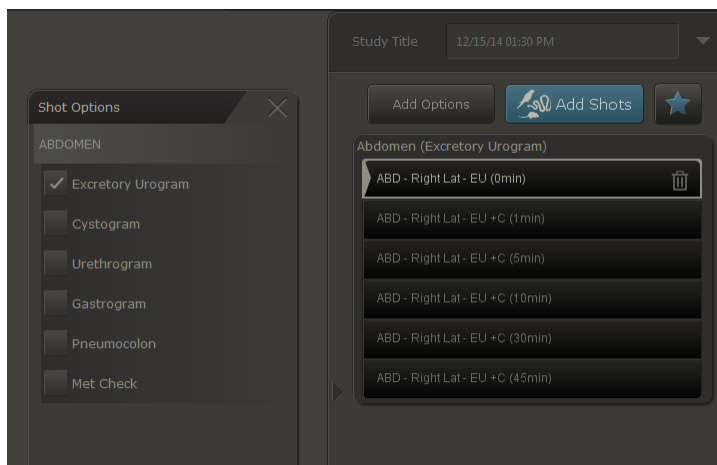 Study Title
12/15/14 01:30 PM
Add Options
Add Shots
Shot Options
ABDOMEN
Excretory Urogram
Cystogram
Urethrogram
Gastrogram
Pneumocolon
Met Check
Abdomen (Excretory Urogram)
ABD - Right Lat - EU (0min)
ABD - Right Lat - EU +C (1min)
ABD - Right Lat - EU +C (5min)
ABD - Right Lat - EU +C (10min)
ABD - Right Lat - EU +C (30min)
ABD - Right Lat - EU +C (45min)